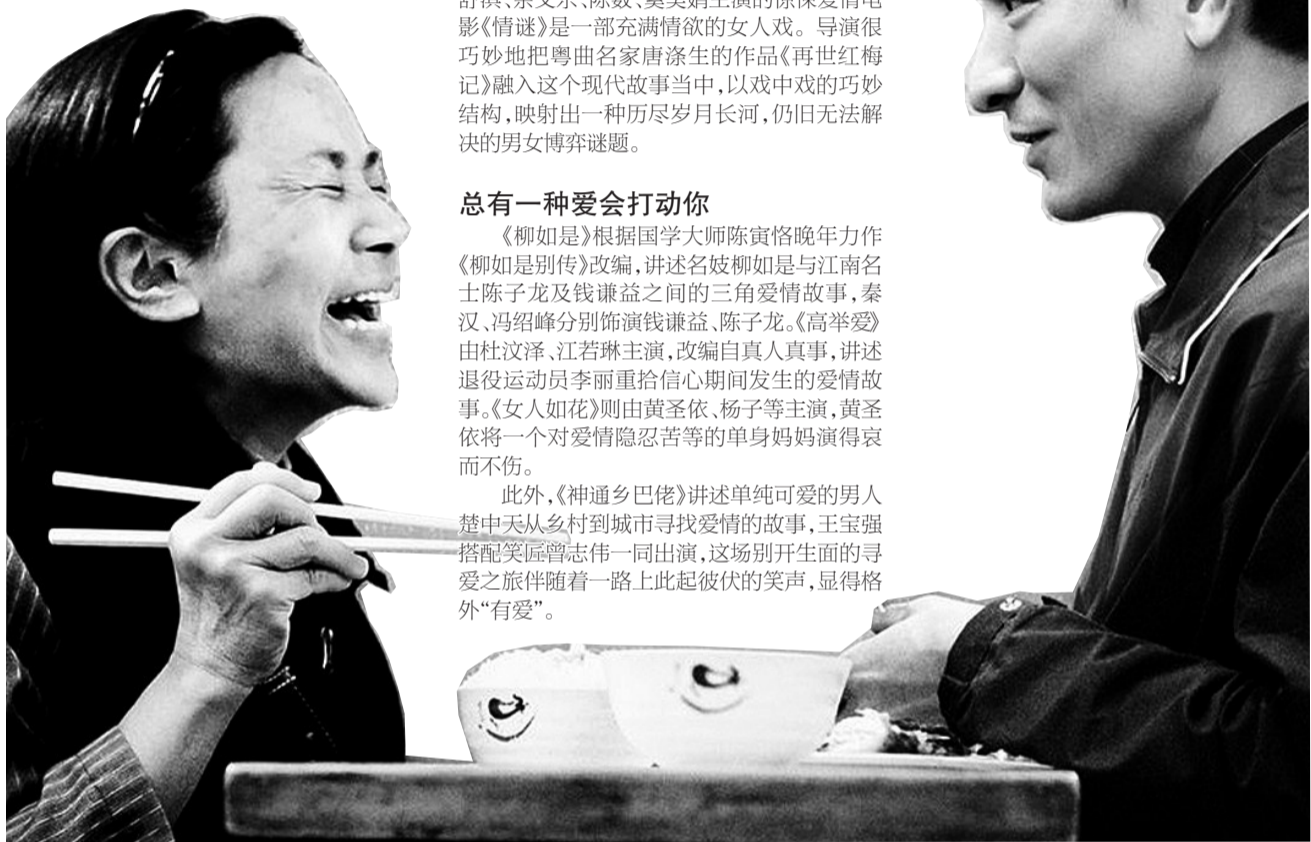 影《情谜》是一部充满情欲的女人戏。导演很
巧妙地把粤曲名家唐涤生的作品《再世红梅
记》融入这个现代故事当中,以戏中戏的巧妙
结构,映射出一种历尽岁月长河,仍旧无法解
决的男女博弈谜题。
总有一种爱会打动你
《柳如是》根据国学大师陈寅恪晚年力作
《柳如是别传》改编,讲述名妓柳如是与江南名
士陈子龙及钱谦益之间的三角爱情故事,秦
汉、冯绍峰分别饰演钱谦益、陈子龙。《高举爱》
由杜汶泽、江若琳主演,改编自真人真事,讲述
退役运动员李丽重拾信心期间发生的爱情故
事。《女人如花》则由黄圣依、杨子等主演,黄圣
依将一个对爱情隐忍苦等的单身妈妈演得哀
而不伤。
此外,《神通乡巴佬》讲述单纯可爱的男人
楚中天从乡村到城市寻找爱情的故事,王宝强
搭配笑匠曾志伟一同出演,这场别开生面的寻
爱之旅伴随着一路上此起彼伏的笑声,显得格
外“有爱”。